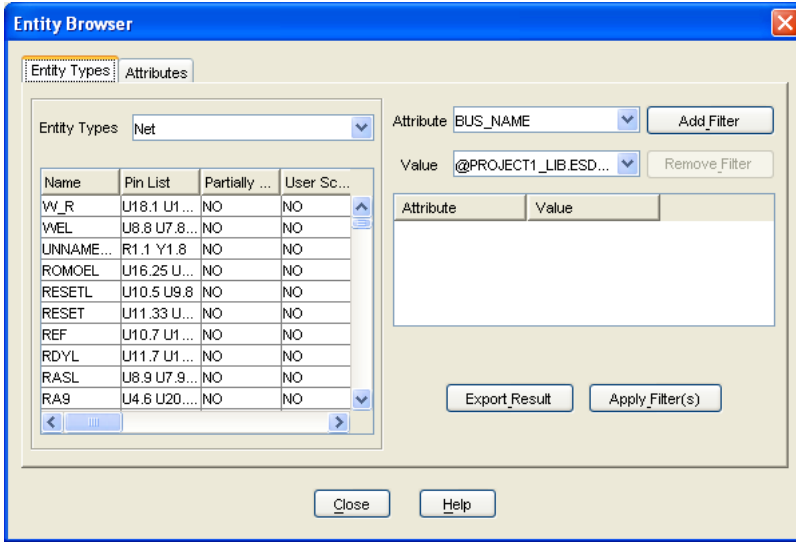 Entity Browser
Entity Types Attributes
Entity Types Net
Name Pin List Partially ... User Sc...
W_R U18.1 U1... NO NO
WEL U8.8 U7.8... NO NO
UNNAME... R1.1 Y1.8 NO NO
ROMOEL U16.25 U... NO NO
RESETL U10.5 U9.8 NO NO
RESET U11.33 U... NO NO
REF U10.7 U1... NO NO
RDYL U11.7 U1... NO NO
RASL U8.9 U7.9... NO NO
RA9 U4.6 U20.... NO NO
Attribute BUS_NAME Add Filter
Value @PROJECT1_LIB.ESD... Remove Filter
Attribute Value
Export Result Apply Filter(s)
Close Help